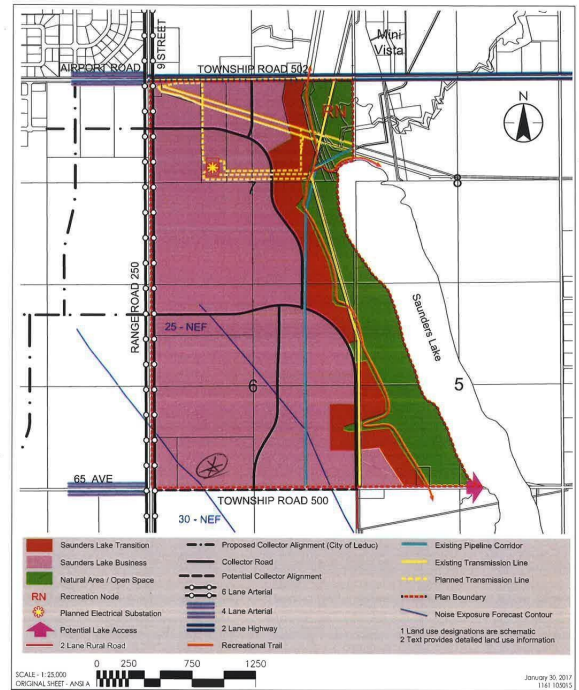 9 STREET
Mini
Vista
AIRPORT ROAD
TOWNSHIP ROAD 502
N
RN
7
8
RANGE ROAD 250
Saunders Lake
25 - NEF
6
5
65 AVE
TOWNSHIP ROAD 500
30 - NEF
Saunders Lake Transition
Saunders Lake Business
Natural Area / Open Space
RN Recreation Node
Planned Electrical Substation
Potential Lake Access
2 Lane Rural Road
Proposed Collector Alignment (City of Leduc)
Collector Road
Potential Collector Alignment
6 Lane Arterial
4 Lane Arterial
2 Lane Highway
Recreational Trail
Existing Pipeline Corridor
Existing Transmission Line
Planned Transmission Line
Plan Boundary
Noise Exposure Forecast Contour
1 Land use designations are schematic
2 Text provides detailed land use information
SCALE - 1:25,000
ORIGINAL SHEET - ANSI A
0 250 750 1250
January 30, 2017
1161 105015